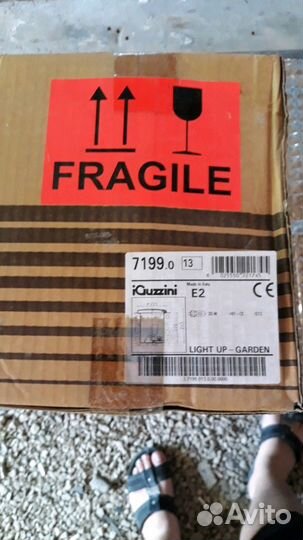 FRAGILE
7199.0 13
iGuzzini
Made in Italy
E2
CE
LIGHT UP - GARDEN
Avito